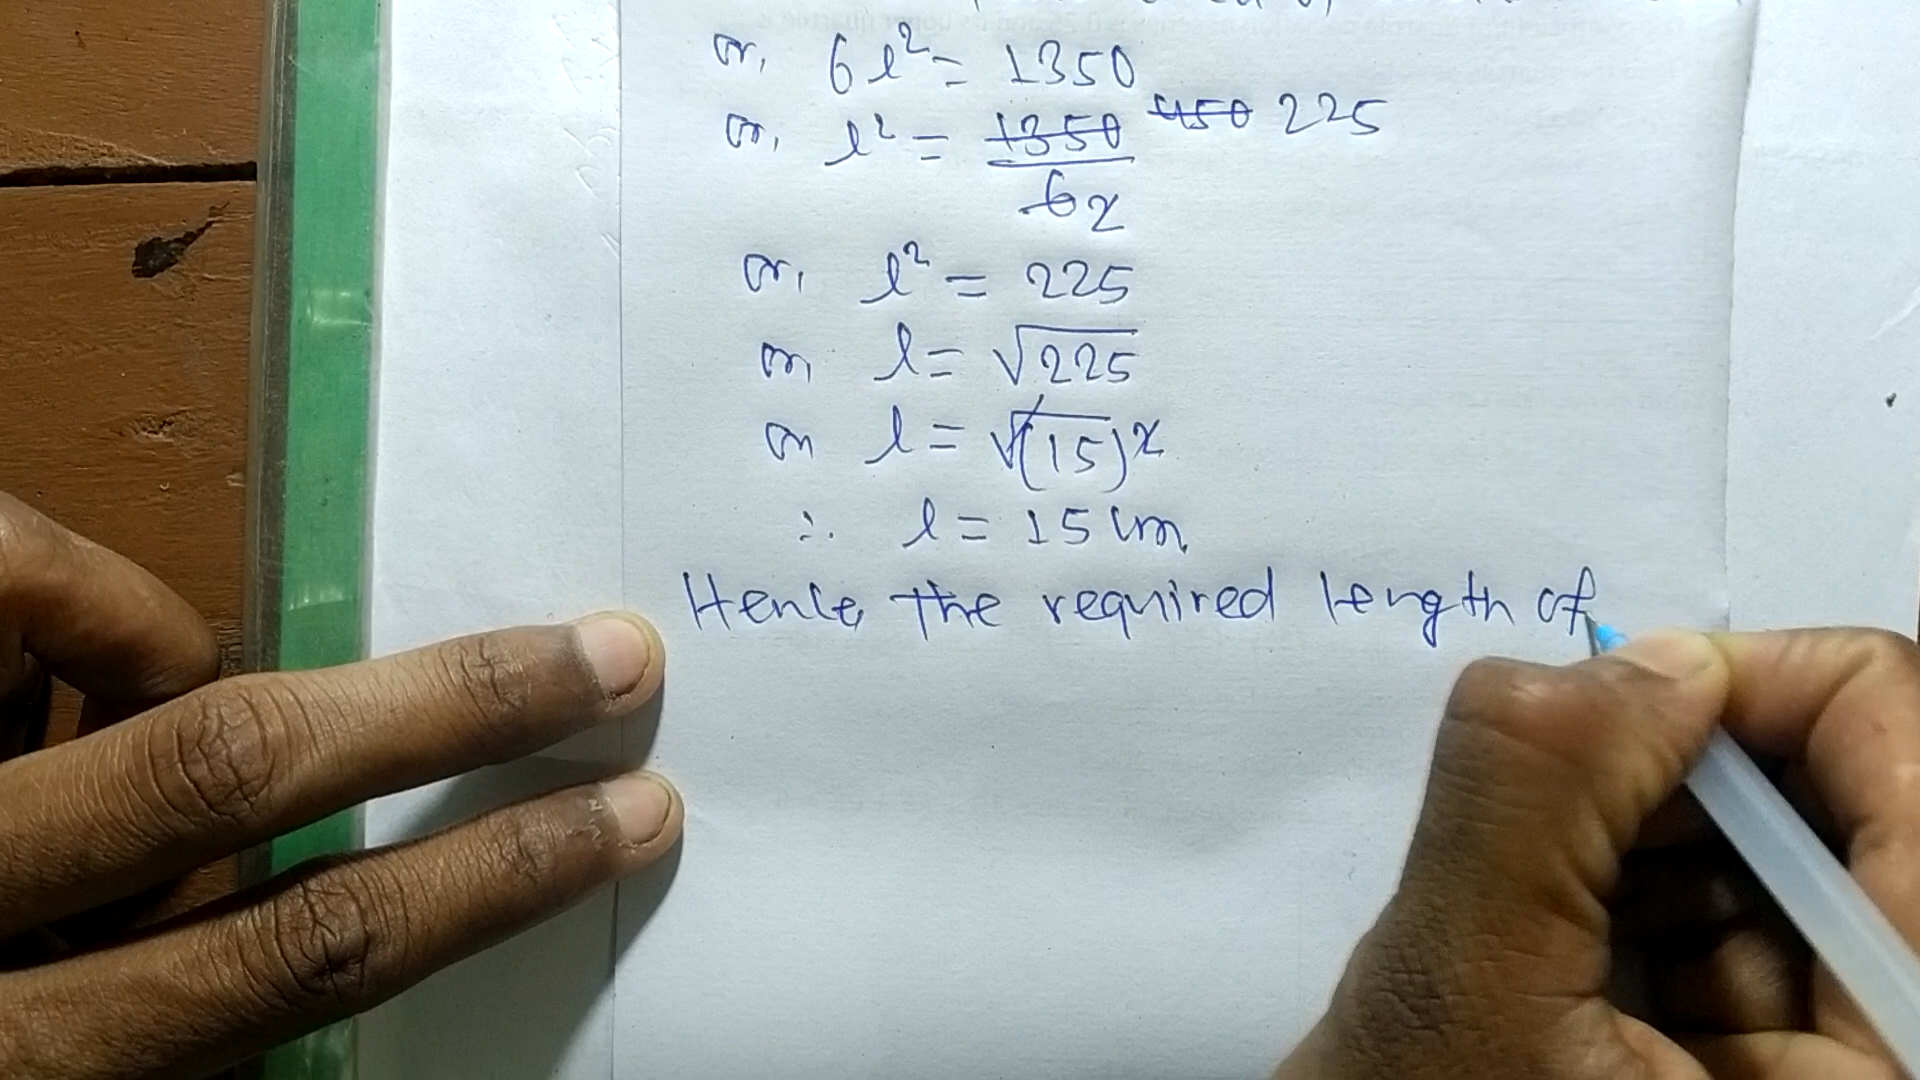 or, 6l² = 1350
or, l² = 1350/6 450 225
2
or, l² = 225
or l = √225
or l = √(15)²
∴ l = 15 cm
Hence, the required length of